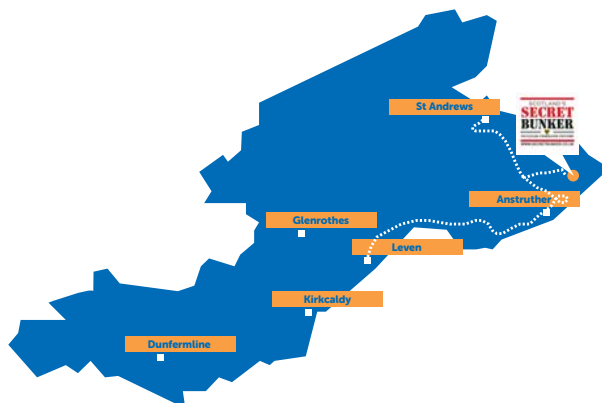 St Andrews
SCOTLAND'S
SECRET
BUNKER
Anstruther
Glenrothes
Leven
Kirkcaldy
Dunfermline